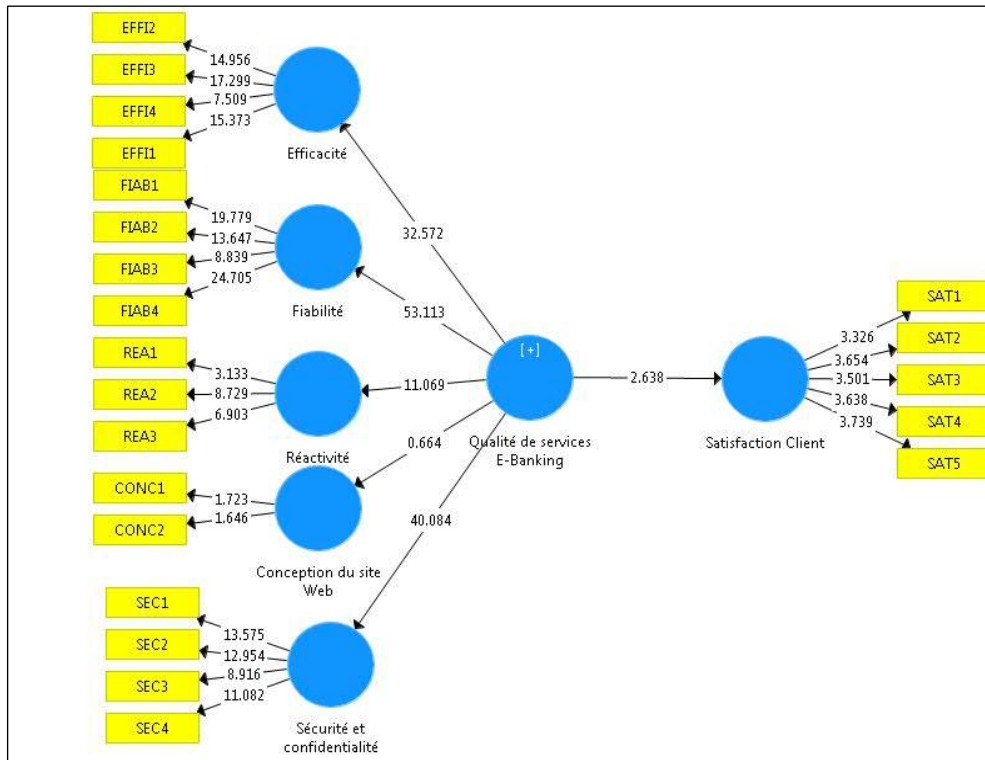 EFFI2
14.956
EFFI3
17.299
EFFI4
7.509
15.373
EFFI1
Efficacité
FIAB1
19.779
FIAB2
13.647
FIAB3
8.839
24.705
FIAB4
Fiabilité
REA1
3.133
REA2
8.729
6.903
REA3
Réactivité
CONC1
1.723
1.646
CONC2
Conception du site
Web
SEC1
13.575
SEC2
12.954
SEC3
8.916
11.082
SEC4
Sécurité et
confidentialité
32.572
53.113
11.069
0.664
40.084
[+]
Qualité de services
E-Banking
2.638
Satisfaction Client
SAT1
3.326
SAT2
3.654
3.501
SAT3
3.638
SAT4
3.739
SAT5